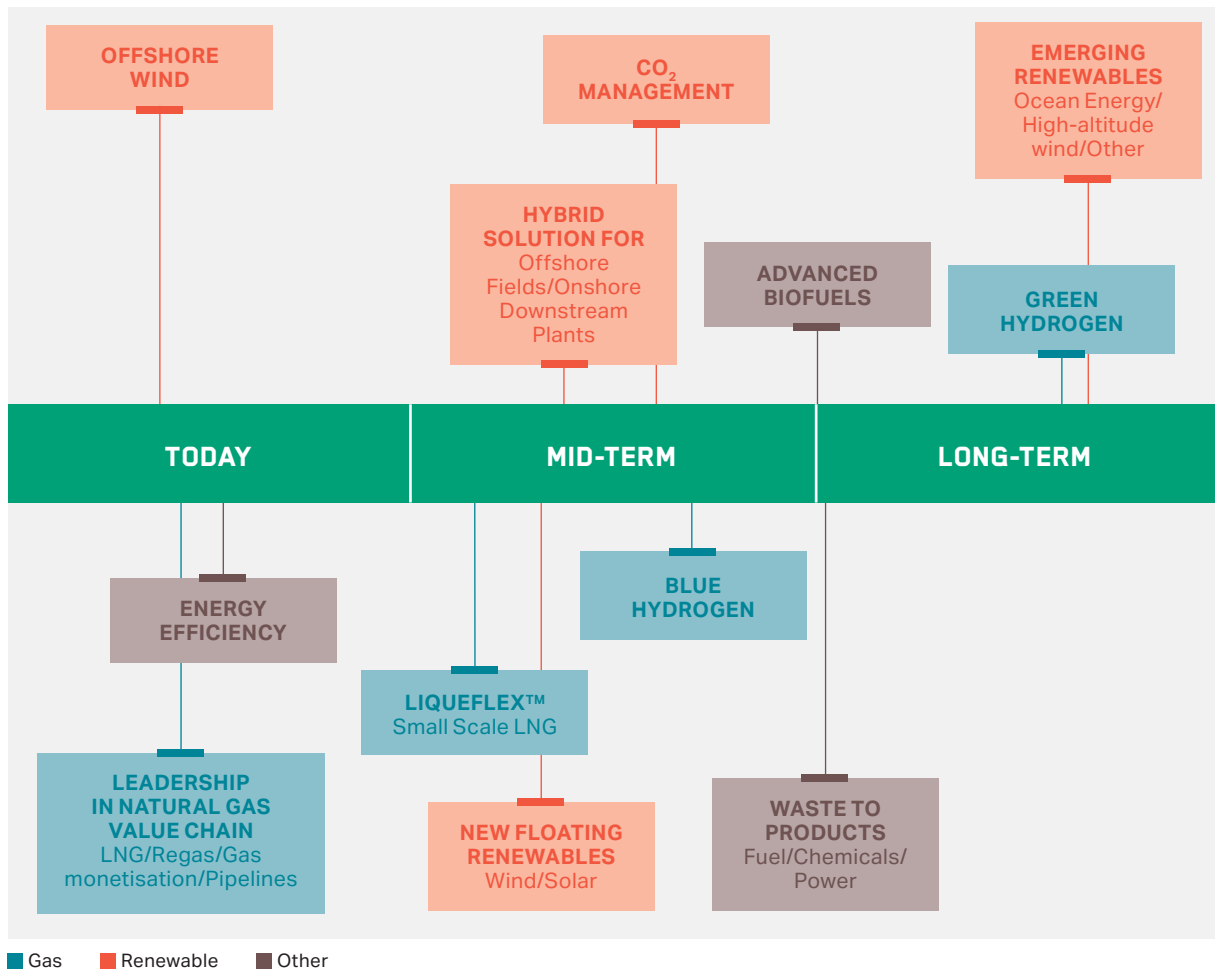 OFFSHORE
WIND
CO₂
MANAGEMENT
EMERGING
RENEWABLES
Ocean Energy/
High-altitude
wind/Other
HYBRID
SOLUTION FOR
Offshore
Fields/Onshore
Downstream
Plants
ADVANCED
BIOFUELS
GREEN
HYDROGEN
TODAY
MID-TERM
LONG-TERM
ENERGY
EFFICIENCY
BLUE
HYDROGEN
LIQUEFLEX™
Small Scale LNG
LEADERSHIP
IN NATURAL GAS
VALUE CHAIN
LNG/Regas/Gas
monetisation/Pipelines
NEW FLOATING
RENEWABLES
Wind/Solar
WASTE TO
PRODUCTS
Fuel/Chemicals/
Power
Gas
Renewable
Other